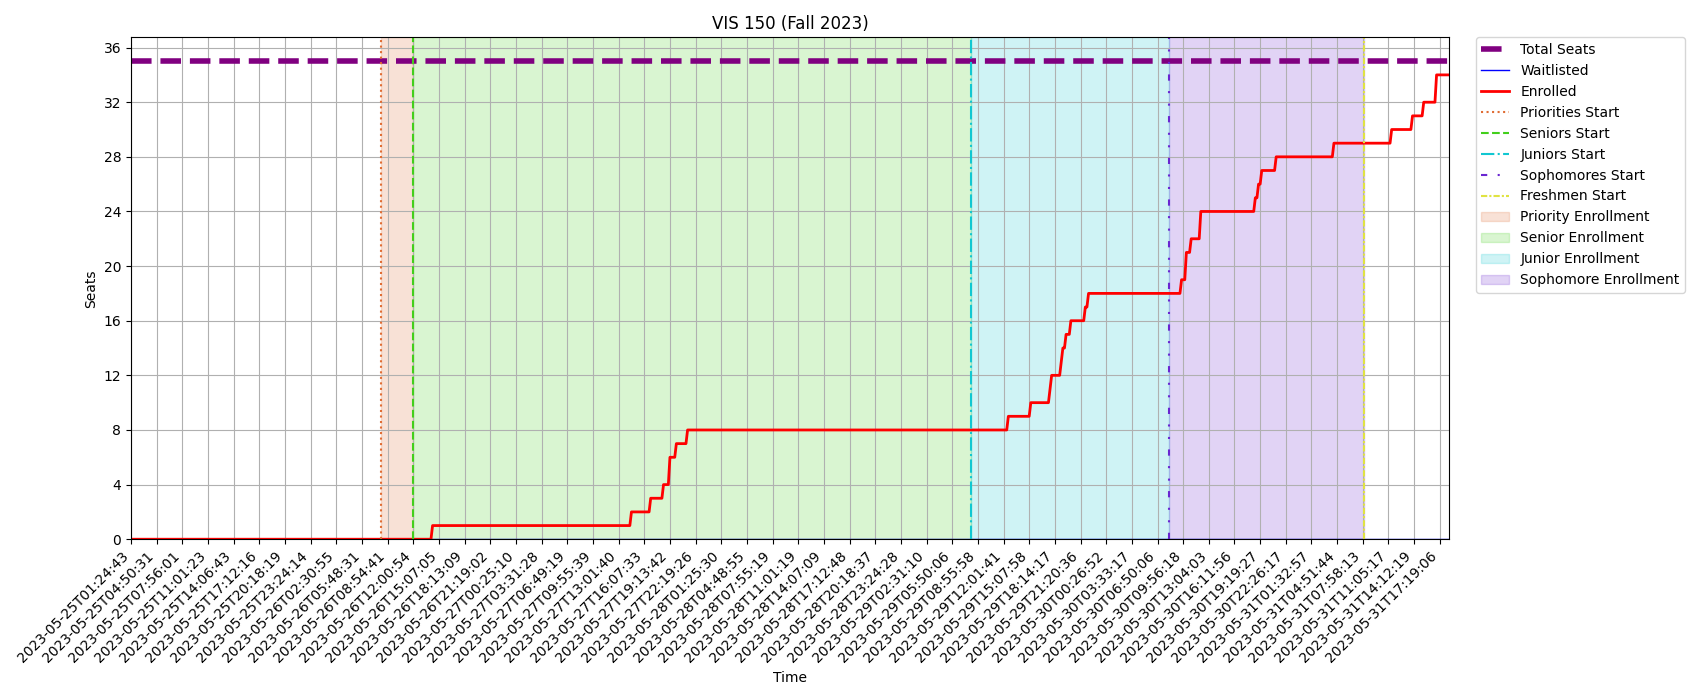 VIS 150 (Fall 2023)
36
32
28
24
20
16
12
8
4
0
Seats
2023-05-25T01:24:43
2023-05-25T04:50:31
2023-05-25T07:56:01
2023-05-25T11:01:23
2023-05-25T14:06:43
2023-05-25T17:12:16
2023-05-25T20:18:19
2023-05-25T23:24:14
2023-05-26T02:30:55
2023-05-26T05:48:31
2023-05-26T08:54:41
2023-05-26T12:00:54
2023-05-26T15:07:05
2023-05-26T18:13:09
2023-05-26T21:19:02
2023-05-27T00:25:10
2023-05-27T03:31:28
2023-05-27T06:49:19
2023-05-27T09:55:39
2023-05-27T13:01:40
2023-05-27T16:07:33
2023-05-27T19:13:42
2023-05-27T22:19:26
2023-05-28T01:25:30
2023-05-28T04:48:55
2023-05-28T07:55:19
2023-05-28T11:01:19
2023-05-28T14:07:09
2023-05-28T17:12:48
2023-05-28T20:18:37
2023-05-28T23:24:28
2023-05-29T02:31:10
2023-05-29T05:50:06
2023-05-29T08:55:58
2023-05-29T12:01:41
2023-05-29T15:07:58
2023-05-29T18:14:17
2023-05-29T21:20:36
2023-05-30T00:26:52
2023-05-30T03:33:17
2023-05-30T06:50:06
2023-05-30T09:56:18
2023-05-30T13:04:03
2023-05-30T16:11:56
2023-05-30T19:19:27
2023-05-30T22:26:17
2023-05-31T01:32:57
2023-05-31T04:51:44
2023-05-31T07:58:13
2023-05-31T11:05:17
2023-05-31T14:12:19
2023-05-31T17:19:06
Time
Total Seats
Waitlisted
Enrolled
Priorities Start
Seniors Start
Juniors Start
Sophomores Start
Freshmen Start
Priority Enrollment
Senior Enrollment
Junior Enrollment
Sophomore Enrollment